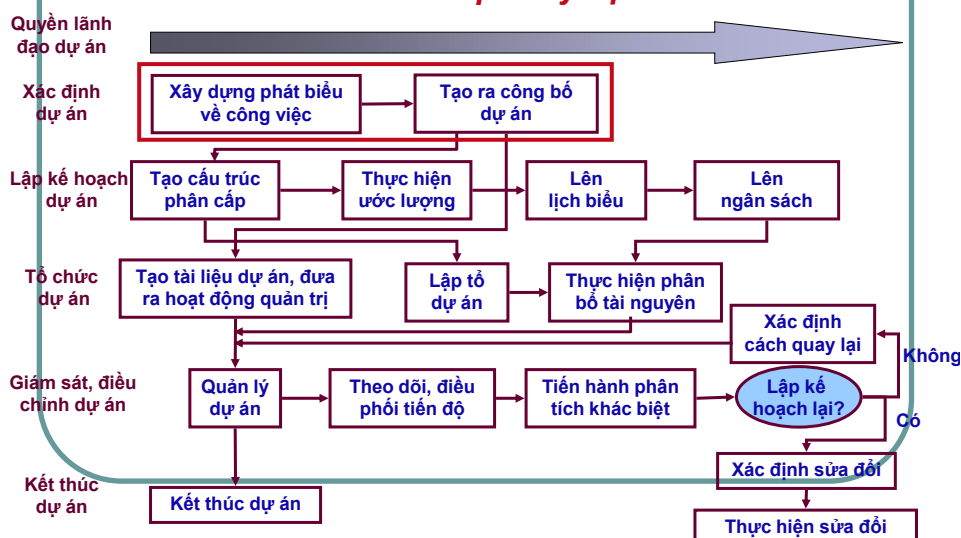 Quyền lãnh
đạo dự án
Xác định
dự án
Xây dựng phát biểu
về công việc
Tạo ra công bố
dự án
Lập kế hoạch
dự án
Tạo cấu trúc
phân cấp
Thực hiện
ước lượng
Lên
lịch biểu
Lên
ngân sách
Tổ chức
dự án
Tạo tài liệu dự án, đưa
ra hoạt động quản trị
Lập tổ
dự án
Thực hiện phân
bổ tài nguyên
Xác định
cách quay lại
Không
Giám sát, điều
chỉnh dự án
Quản lý
dự án
Theo dõi, điều
phối tiến độ
Tiến hành phân
tích khác biệt
Lập kế
hoạch lại?
Có
Xác định sửa đổi
Kết thúc
dự án
Kết thúc dự án
Thực hiện sửa đổi